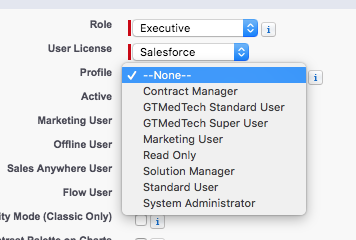 Role Executive i
User License Salesforce
Profile ✓ --None-- i
Contract Manager
Active
GTMedTech Standard User
Marketing User GTMedTech Super User
Marketing User
Offline User
Read Only
Sales Anywhere User Solution Manager
Flow User Standard User
System Administrator
ity Mode (Classic Only) i
trast Palette on Charts